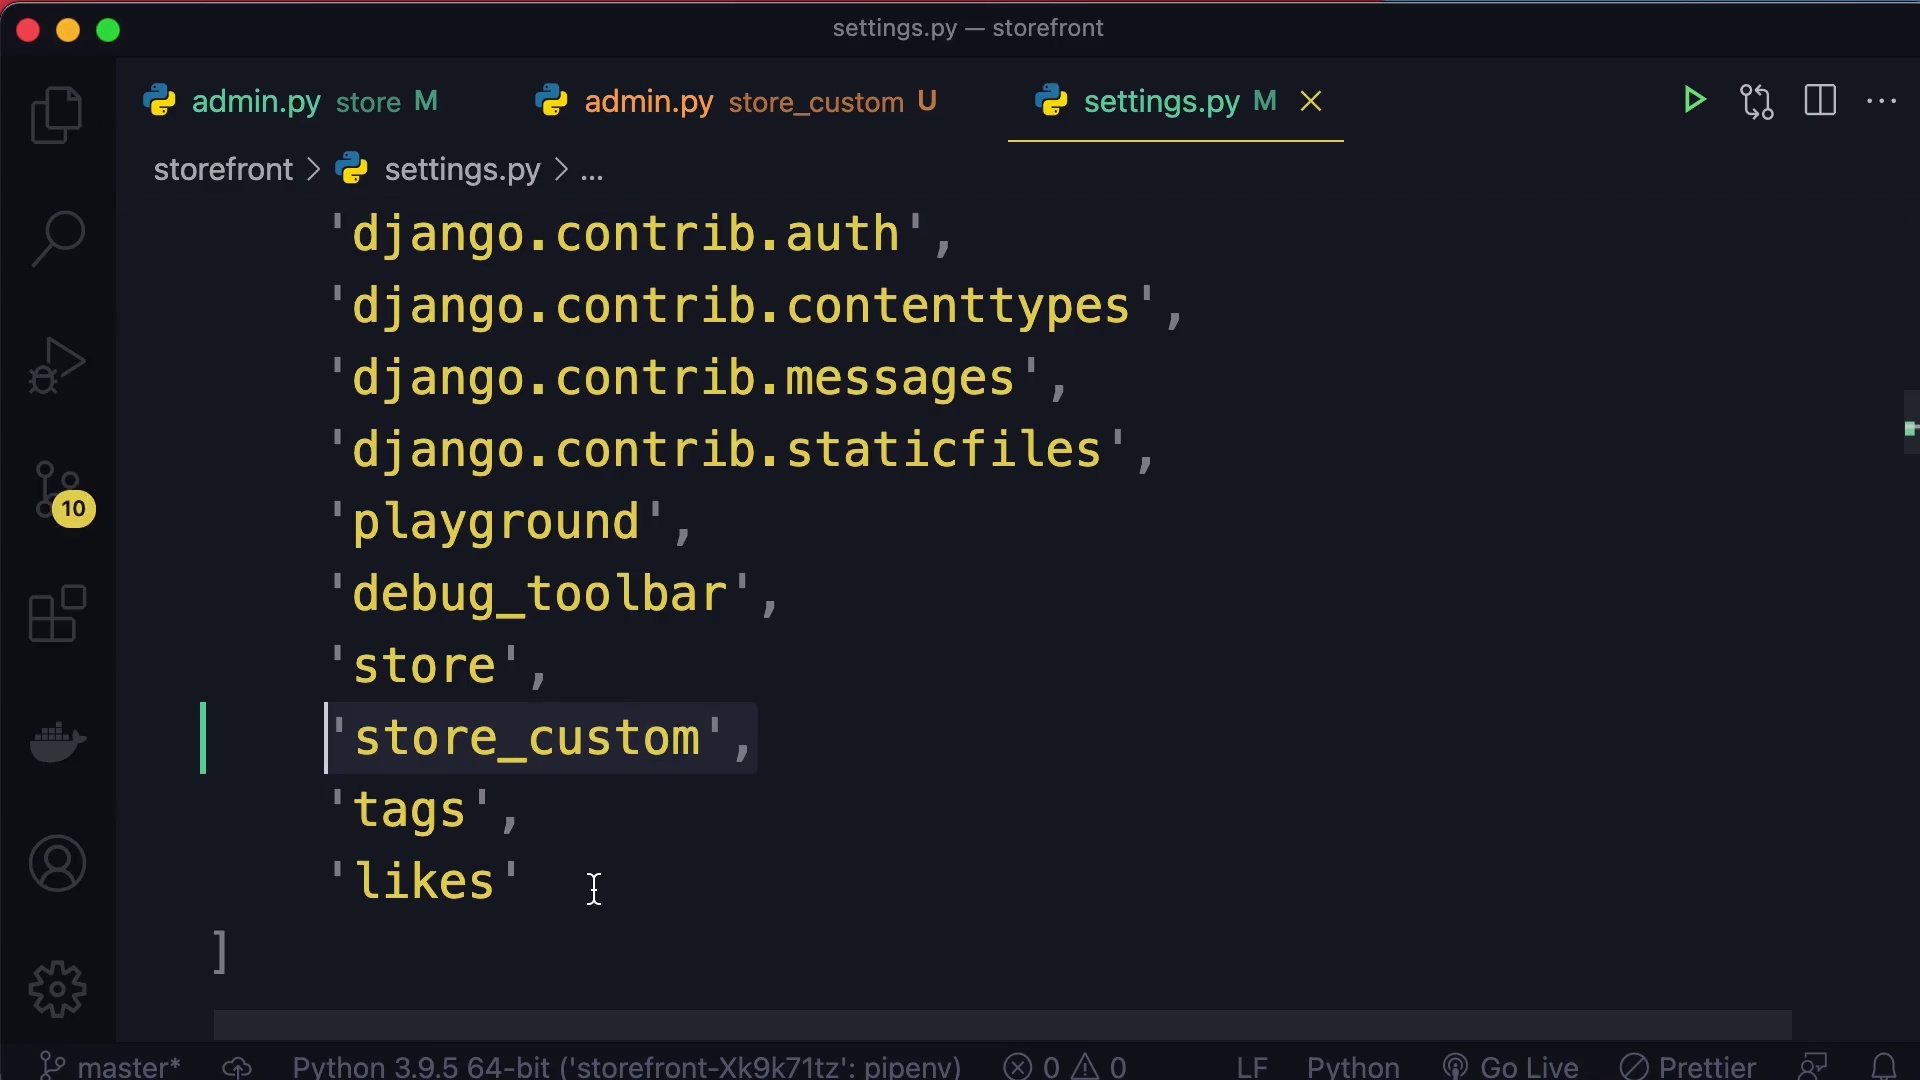 settings.py — storefront
admin.py store M admin.py store_custom U settings.py M
storefront > settings.py > ...
'django.contrib.auth',
'django.contrib.contenttypes',
'django.contrib.messages',
'django.contrib.staticfiles',
'playground',
'debug_toolbar',
'store',
'store_custom',
'tags',
'likes'
]
10
master* Python 3.9.5 64-bit ('storefront-Xk9k71tz': pipenv) 0 0 LF Python Go Live Prettier